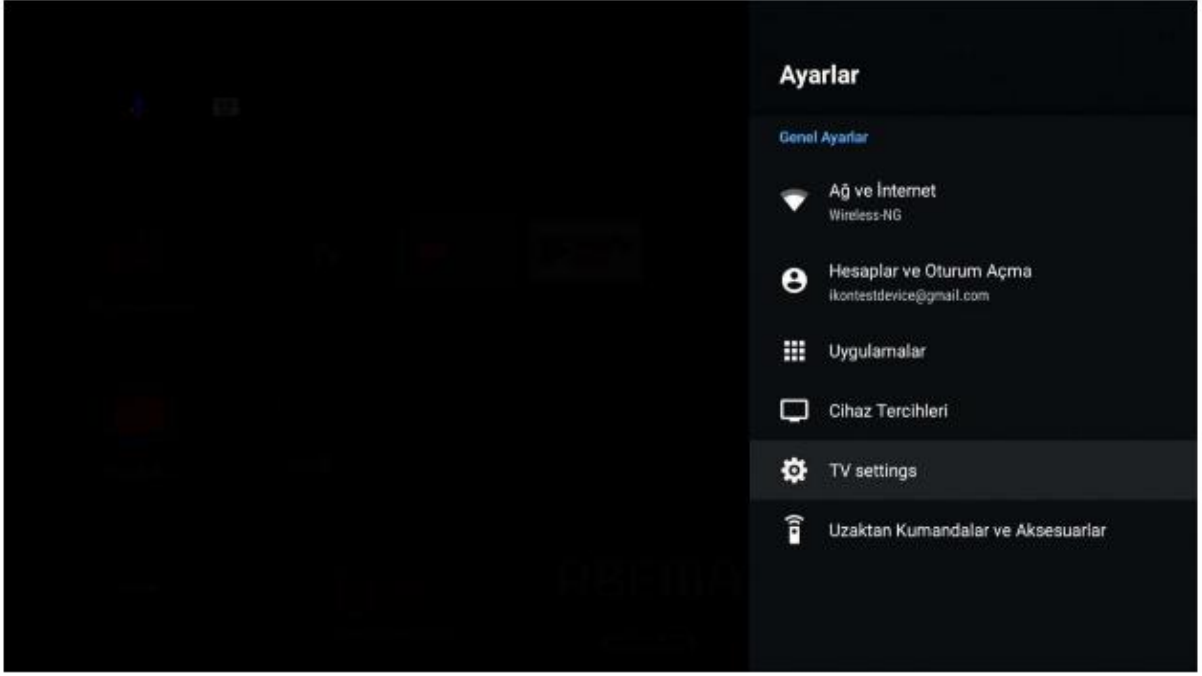 Ayarlar
Genel Ayarlar
Ağ ve İnternet
Wireless-NG
Hesaplar ve Oturum Açma
ikontestdevice@gmail.com
Uygulamalar
Cihaz Tercihleri
TV settings
Uzaktan Kumandalar ve Aksesuarlar